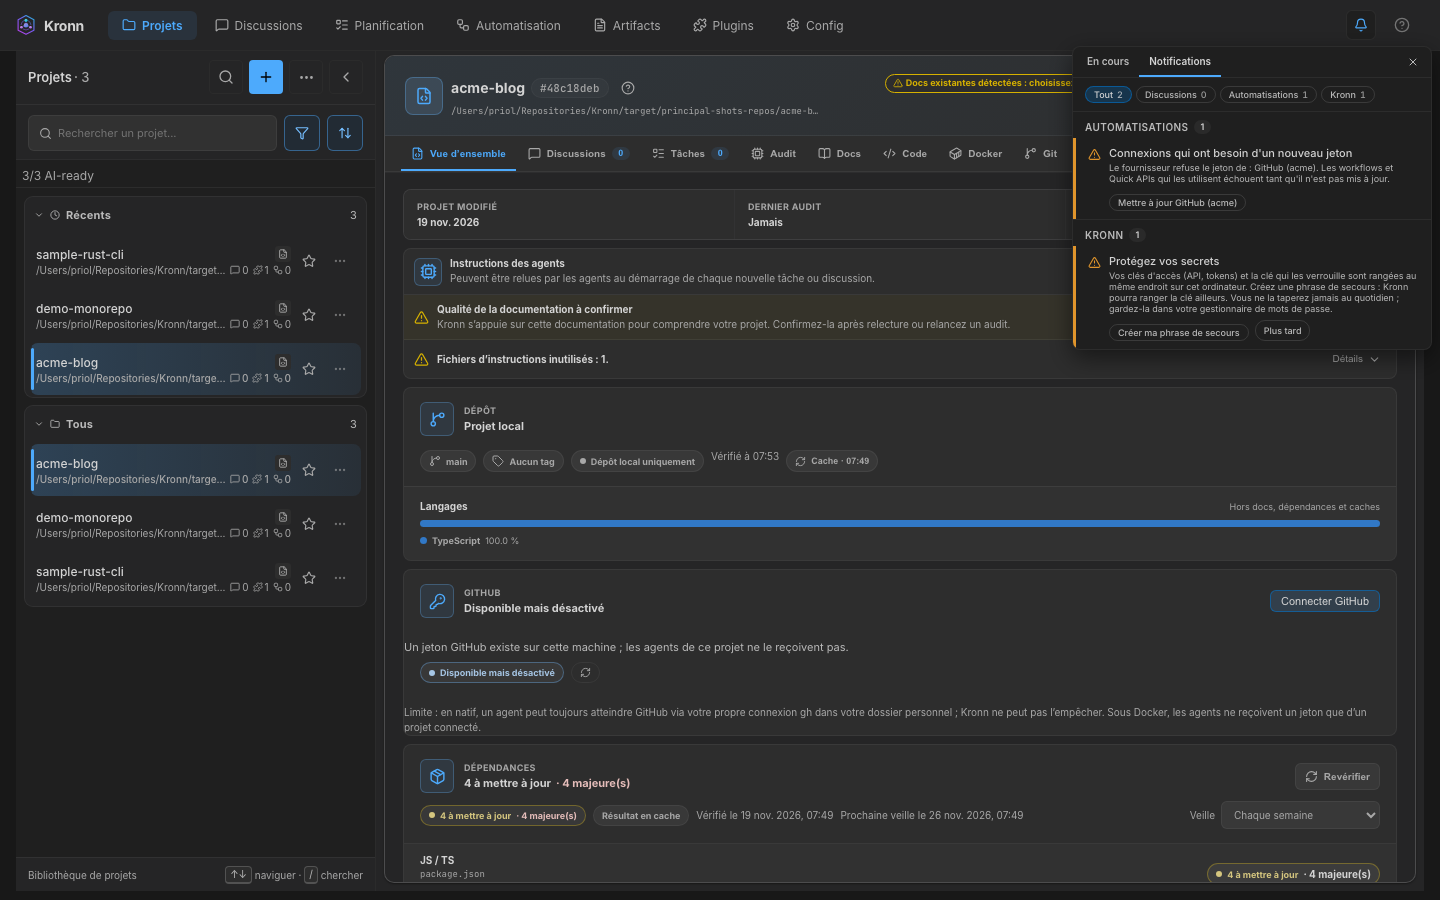 Kronn
Projets
Discussions
Planification
Automatisation
Artifacts
Plugins
Config
Projets · 3
Rechercher un projet...
3/3 AI-ready
Récents
3
sample-rust-cli
/Users/priol/Repositories/Kronn/target... 0 1 0
demo-monorepo
/Users/priol/Repositories/Kronn/target... 0 1 0
acme-blog
/Users/priol/Repositories/Kronn/targe... 0 1 0
Tous
3
acme-blog
/Users/priol/Repositories/Kronn/targe... 0 1 0
demo-monorepo
/Users/priol/Repositories/Kronn/target... 0 1 0
sample-rust-cli
/Users/priol/Repositories/Kronn/target... 0 1 0
Bibliothèque de projets
↑↓ naviguer · / chercher
acme-blog
#48c18deb
/Users/priol/Repositories/Kronn/target/principal-shots-repos/acme-b…
Docs existantes détectées : choisisse
Vue d'ensemble
Discussions 0
Tâches 0
Audit
Docs
Code
Docker
Git
PROJET MODIFIÉ
19 nov. 2026
DERNIER AUDIT
Jamais
Instructions des agents
Peuvent être relues par les agents au démarrage de chaque nouvelle tâche ou discussion.
Qualité de la documentation à confirmer
Kronn s’appuie sur cette documentation pour comprendre votre projet. Confirmez-la après relecture ou relancez un audit.
Fichiers d’instructions inutilisés : 1.
Détails
DÉPÔT
Projet local
main
Aucun tag
Dépôt local uniquement
Vérifié à 07:53
Cache · 07:49
Langages
Hors docs, dépendances et caches
TypeScript 100.0 %
GITHUB
Disponible mais désactivé
Connecter GitHub
Un jeton GitHub existe sur cette machine ; les agents de ce projet ne le reçoivent pas.
Disponible mais désactivé
Limite : en natif, un agent peut toujours atteindre GitHub via votre propre connexion gh dans votre dossier personnel ; Kronn ne peut pas l’empêcher. Sous Docker, les agents ne reçoivent un jeton que d’un
projet connecté.
DÉPENDANCES
4 à mettre à jour · 4 majeure(s)
Revérifier
4 à mettre à jour · 4 majeure(s)
Résultat en cache
Vérifié le 19 nov. 2026, 07:49
Prochaine veille le 26 nov. 2026, 07:49
Veille
Chaque semaine
JS / TS
package.json
4 à mettre à jour · 4 majeure(s)
En cours
Notifications
Tout 2
Discussions 0
Automatisations 1
Kronn 1
AUTOMATISATIONS 1
Connexions qui ont besoin d'un nouveau jeton
Le fournisseur refuse le jeton de : GitHub (acme). Les workflows et
Quick APIs qui les utilisent échouent tant qu'il n'est pas mis à jour.
Mettre à jour GitHub (acme)
KRONN 1
Protégez vos secrets
Vos clés d'accès (API, tokens) et la clé qui les verrouille sont rangées au
même endroit sur cet ordinateur. Créez une phrase de secours : Kronn
pourra ranger la clé ailleurs. Vous ne la taperez jamais au quotidien ;
gardez-la dans votre gestionnaire de mots de passe.
Créer ma phrase de secours
Plus tard